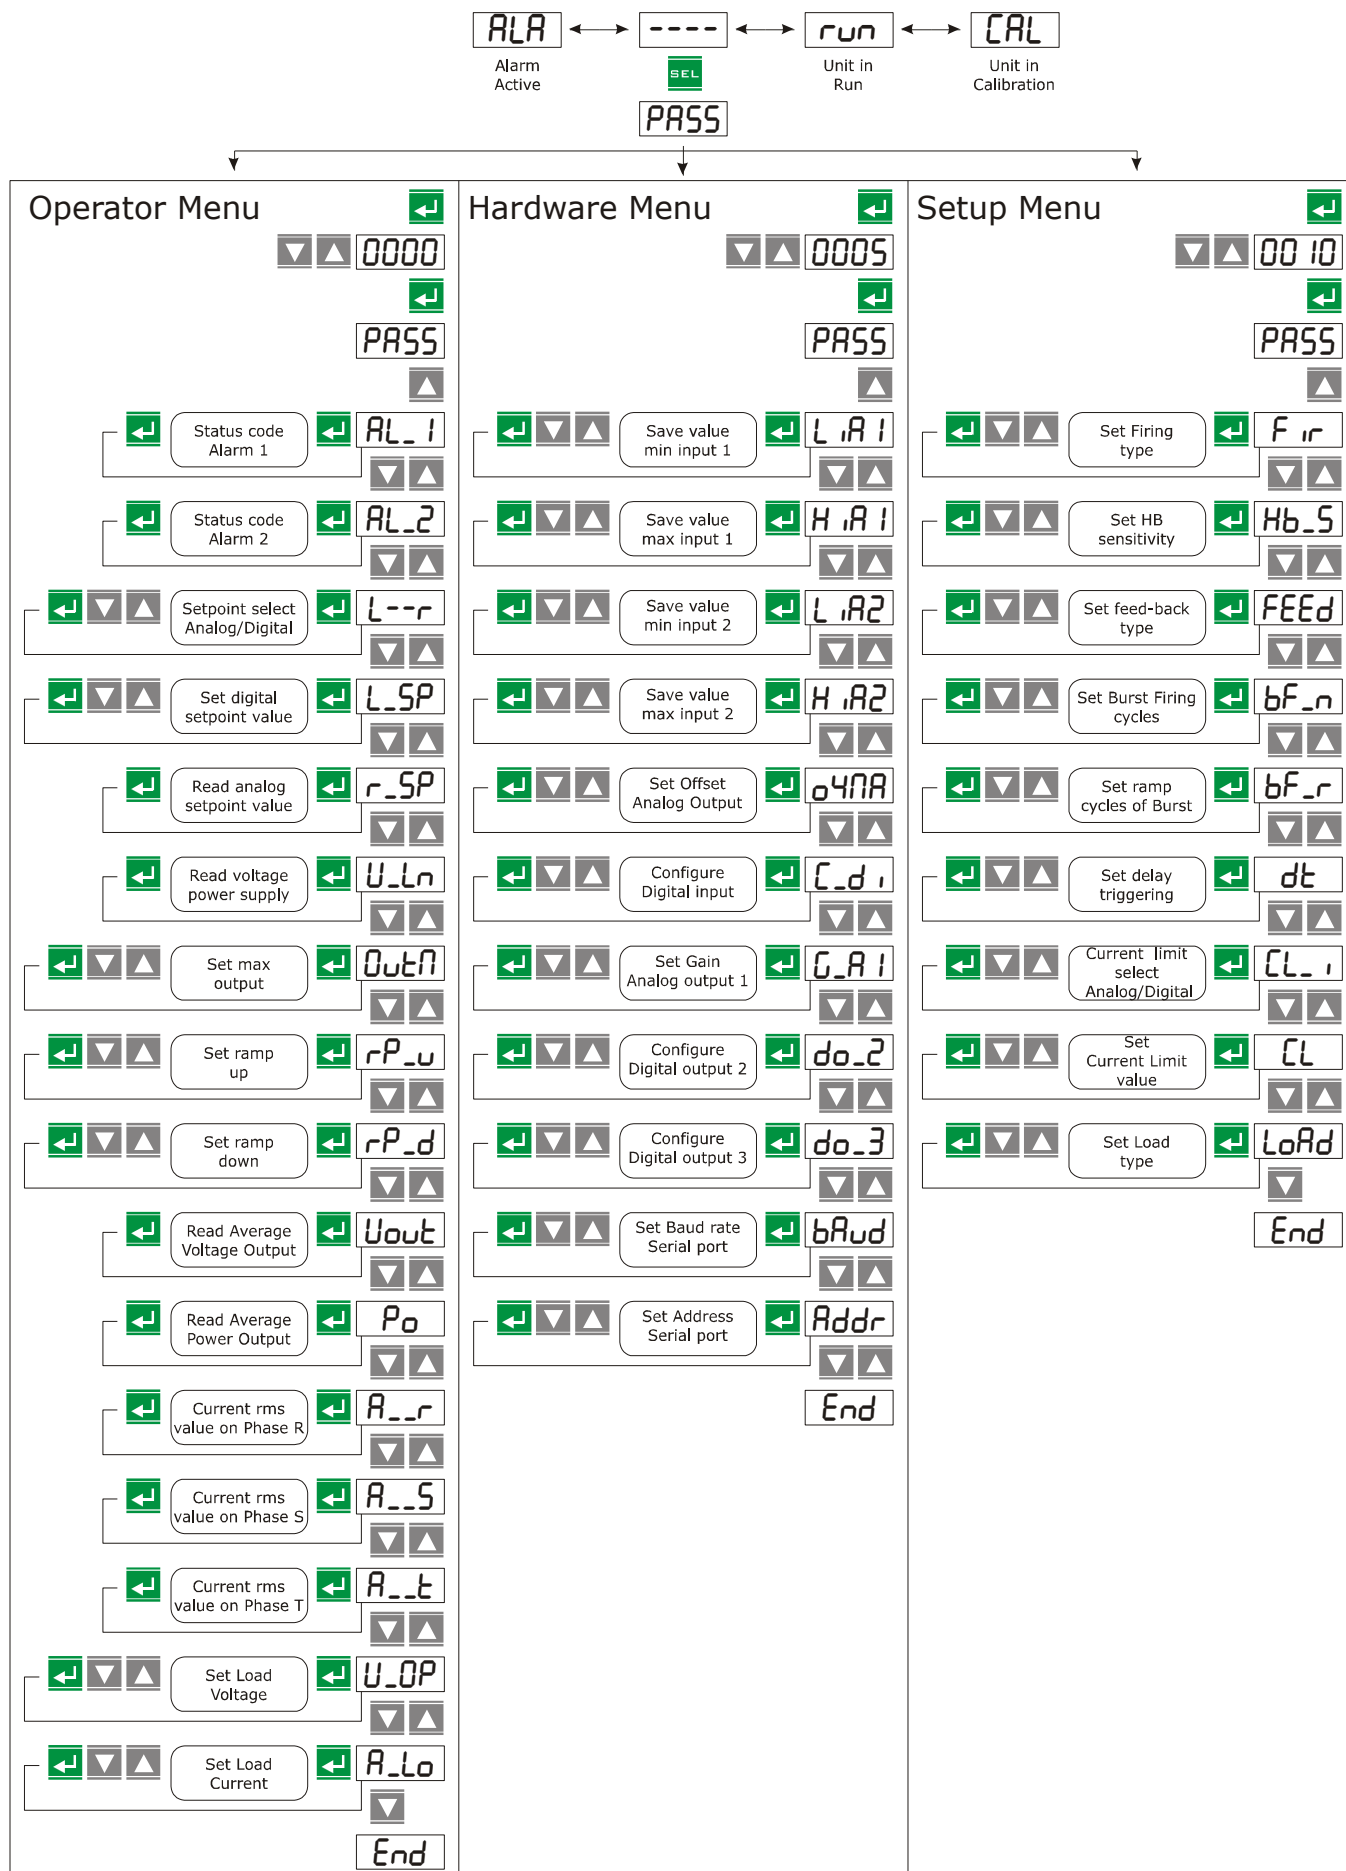 ALA
----
run
CAL
Alarm
Active
SEL
Unit in
Run
Unit in
Calibration
PASS
Operator Menu
0000
PASS
Status code
Alarm 1
AL_1
Status code
Alarm 2
AL_2
Setpoint select
Analog/Digital
L--r
Set digital
setpoint value
L_SP
Read analog
setpoint value
r_SP
Read voltage
power supply
U_Ln
Set max
output
OutM
Set ramp
up
rP_u
Set ramp
down
rP_d
Read Average
Voltage Output
Uout
Read Average
Power Output
Po
Current rms
value on Phase R
A__r
Current rms
value on Phase S
A__S
Current rms
value on Phase T
A__t
Set Load
Voltage
U_OP
Set Load
Current
A_Lo
End
Hardware Menu
0005
PASS
Save value
min input 1
LiA1
Save value
max input 1
HiA1
Save value
min input 2
LiA2
Save value
max input 2
HiA2
Set Offset
Analog Output
o4MA
Configure
Digital input
C_di
Set Gain
Analog output 1
G_A1
Configure
Digital output 2
do_2
Configure
Digital output 3
do_3
Set Baud rate
Serial port
bAud
Set Address
Serial port
Addr
End
Setup Menu
0010
PASS
Set Firing
type
Fir
Set HB
sensitivity
Hb_S
Set feed-back
type
FEEd
Set Burst Firing
cycles
bF_n
Set ramp
cycles of Burst
bF_r
Set delay
triggering
dt
Current limit
select
Analog/Digital
CL_i
Set
Current Limit
value
CL
Set Load
type
LoAd
End